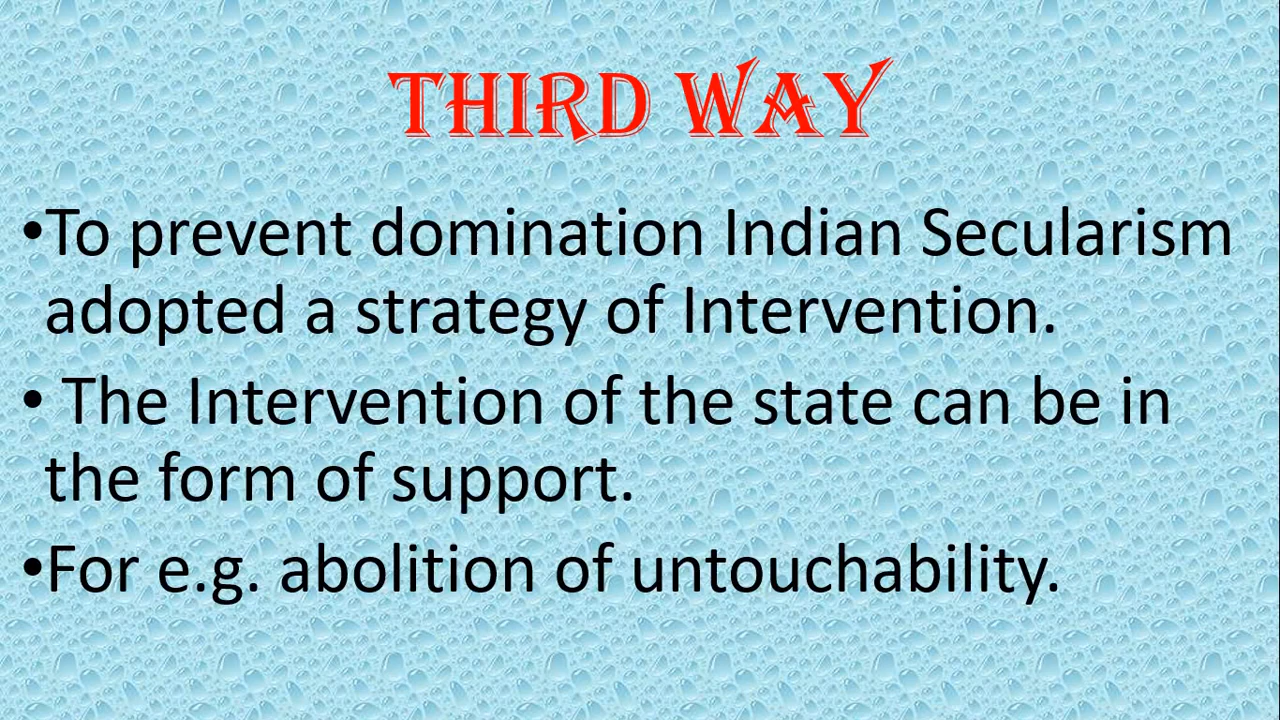 THIRD WAY
•To prevent domination Indian Secularism
adopted a strategy of Intervention.
• The Intervention of the state can be in
the form of support.
•For e.g. abolition of untouchability.